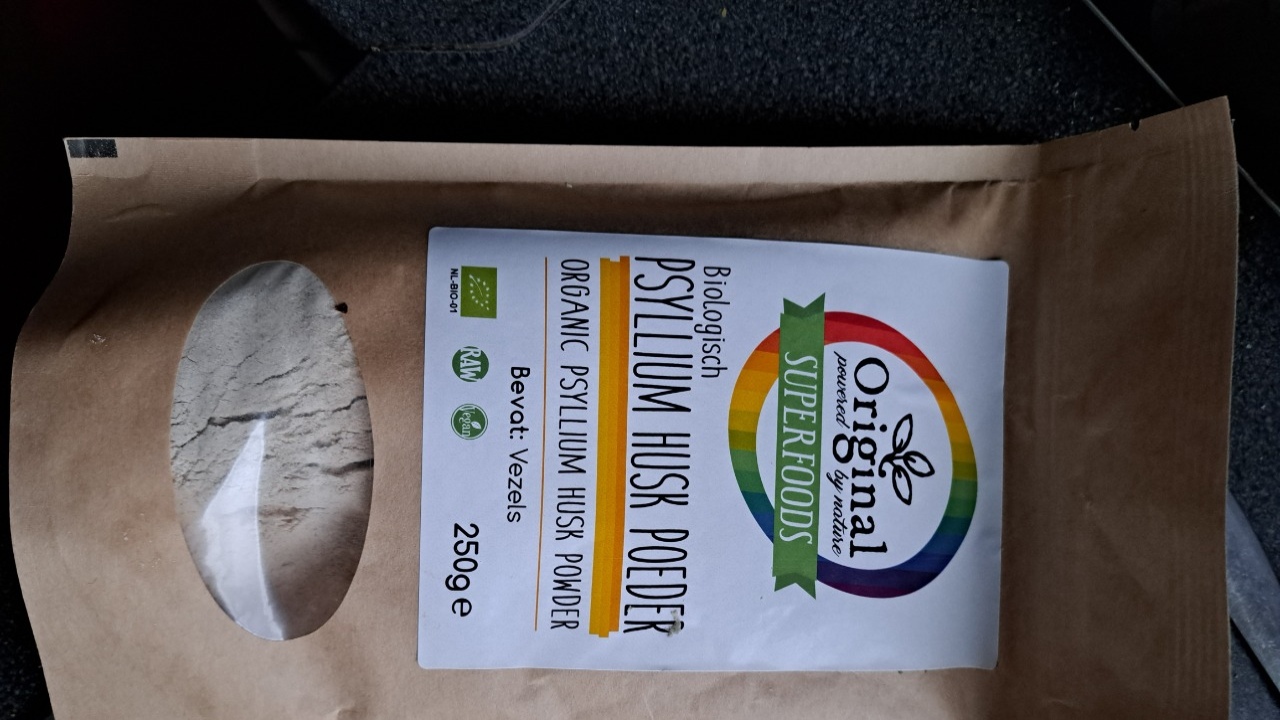 Original
powered by nature
SUPERFOODS
Biologisch
PSYLLIUM HUSK POEDER
ORGANIC PSYLLIUM HUSK POWDER
Bevat: Vezels
NL-BIO-01
RAW
Vegan
250g e